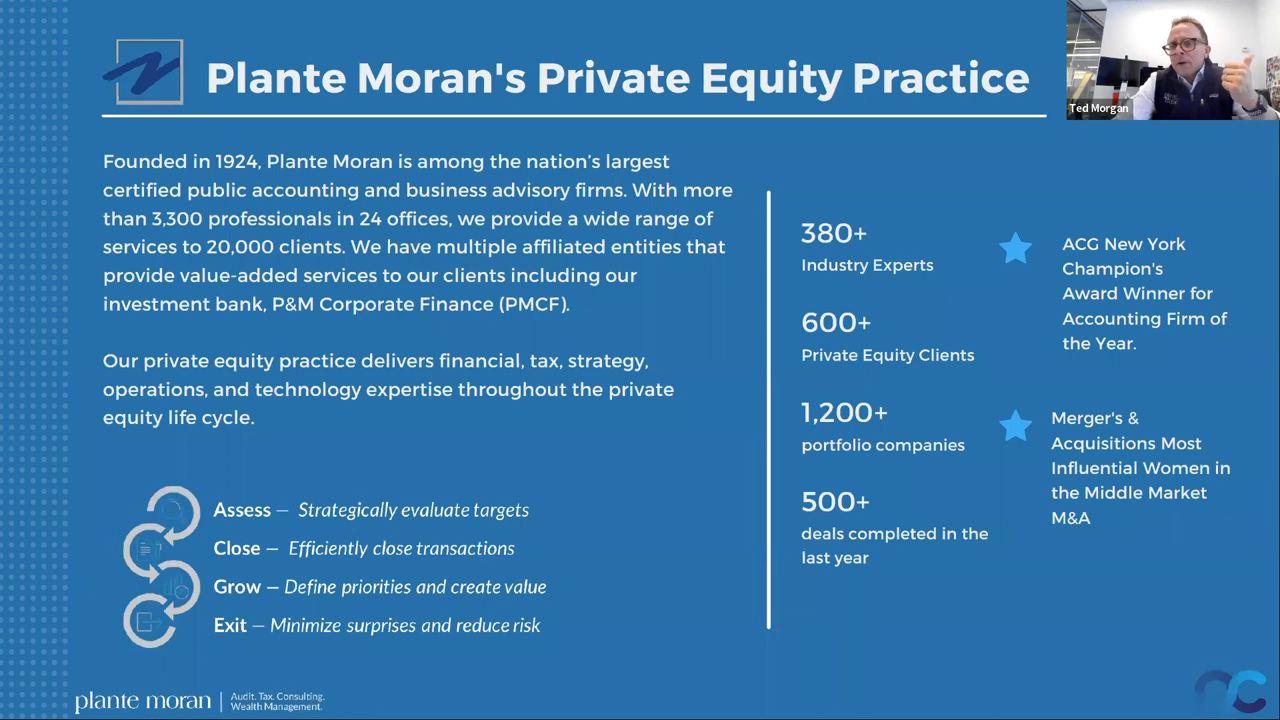 Plante Moran's Private Equity Practice
Ted Morgan
Founded in 1924, Plante Moran is among the nation's largest
certified public accounting and business advisory firms. With more
than 3,300 professionals in 24 offices, we provide a wide range of
services to 20,000 clients. We have multiple affiliated entities that
provide value-added services to our clients including our
investment bank, P&M Corporate Finance (PMCF).
Our private equity practice delivers financial, tax, strategy,
operations, and technology expertise throughout the private
equity life cycle.
Assess — Strategically evaluate targets
Close — Efficiently close transactions
Grow — Define priorities and create value
Exit — Minimize surprises and reduce risk
380+
Industry Experts
600+
Private Equity Clients
1,200+
portfolio companies
500+
deals completed in the
last year
ACG New York
Champion's
Award Winner for
Accounting Firm of
the Year.
Merger's &
Acquisitions Most
Influential Women in
the Middle Market
M&A
plante moran
Audit. Tax. Consulting.
Wealth Management.